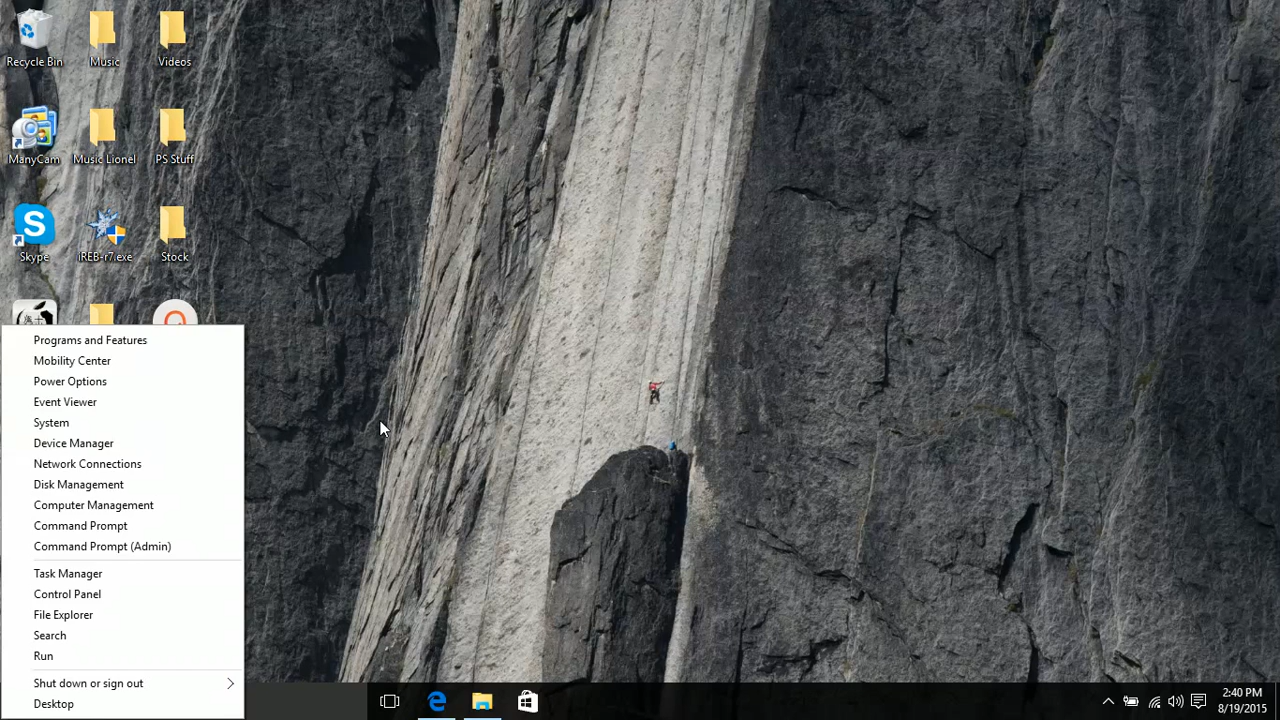 Recycle Bin
Music
Videos
ManyCam
Music Lionel
PS Stuff
S
Skype
iREB-r7.exe
Stock
Programs and Features
Mobility Center
Power Options
Event Viewer
System
Device Manager
Network Connections
Disk Management
Computer Management
Command Prompt
Command Prompt (Admin)
Task Manager
Control Panel
File Explorer
Search
Run
Shut down or sign out
Desktop
2:40 PM
8/19/2015